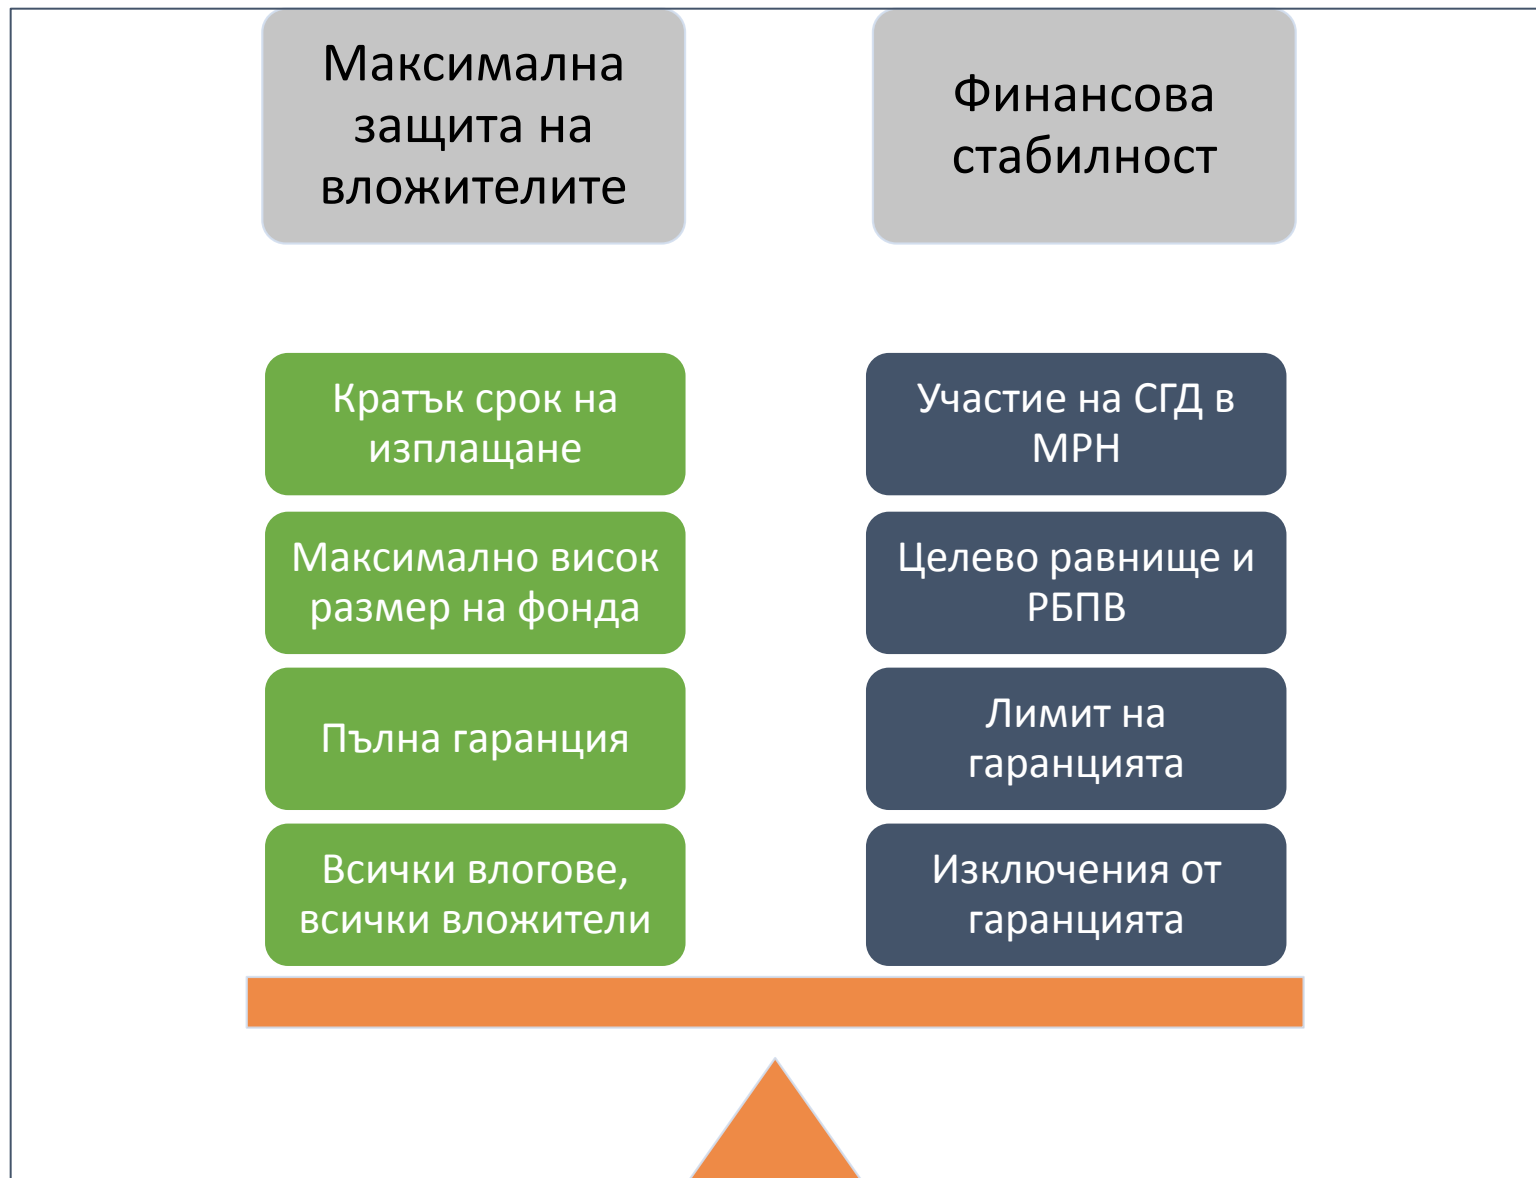 Максимална
защита на
вложителите
Финансова
стабилност
Кратък срок на
изплащане
Максимално висок
размер на фонда
Пълна гаранция
Всички влогове,
всички вложители
Участие на СГД в
МРН
Целево равнище и
РБПВ
Лимит на
гаранцията
Изключения от
гаранцията